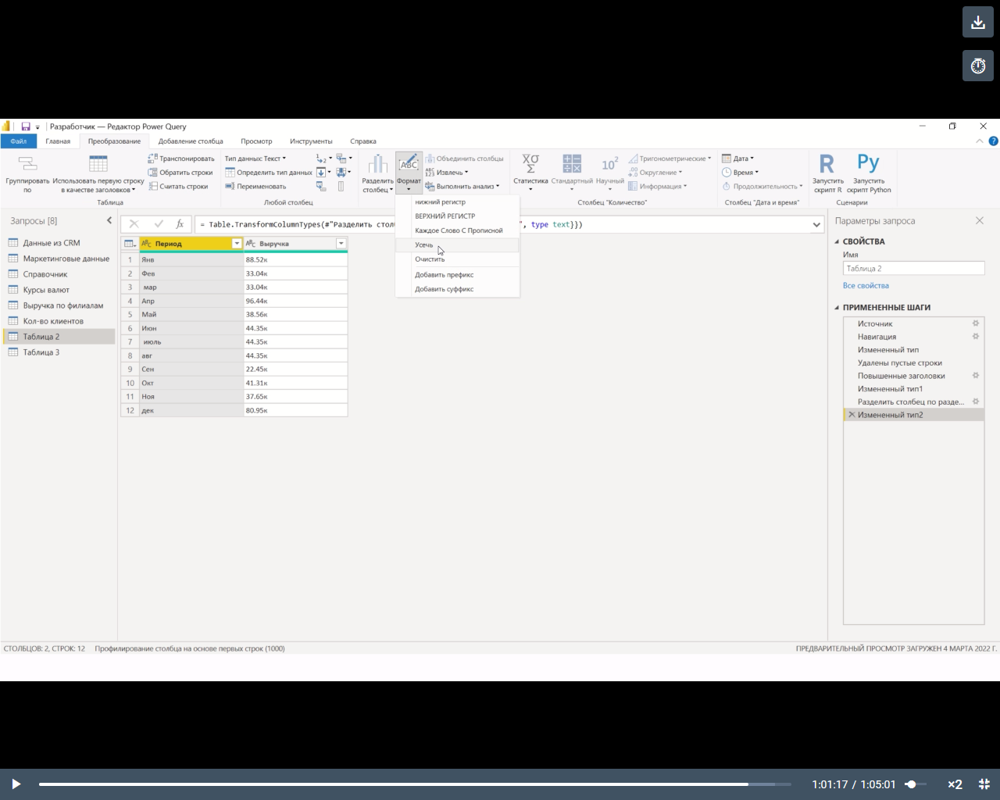 Разработчик — Редактор Power Query
Файл Главная Преобразование Добавление столбца Просмотр Инструменты Справка
Группировать по
Использовать первую строку в качестве заголовков
Транспонировать
Обратить строки
Считать строки
Таблица
Тип данных: Текст
Определить тип данных
Переименовать
Любой столбец
Разделить столбец
Формат
Объединить столбцы
Извлечь
Выполнить анализ
Статистика
Стандартный
Научный
Тригонометрические
Округление
Информация
Столбец "Количество"
Дата
Время
Продолжительность
Столбец "Дата и время"
Запустить скрипт R
Запустить скрипт Python
Сценарии
нижний регистр
ВЕРХНИЙ РЕГИСТР
Каждое Слово С Прописной
Усечь
Очистить
Добавить префикс
Добавить суффикс
Запросы [8]
Данные из CRM
Маркетинговые данные
Справочник
Курсы валют
Выручка по филиалам
Кол-во клиентов
Таблица 2
Таблица 3
= Table.TransformColumnTypes(#"Разделить стол ", type text}})
Период Выручка
1 Янв 88.52к
2 Фев 33.04к
3 мар 33.04к
4 Апр 96.44к
5 Май 38.56к
6 Июн 44.35к
7 июль 44.35к
8 авг 44.35к
9 Сен 22.45к
10 Окт 41.31к
11 Ноя 37.65к
12 дек 80.95к
Параметры запроса
СВОЙСТВА
Имя
Таблица 2
Все свойства
ПРИМЕНЕННЫЕ ШАГИ
Источник
Навигация
Измененный тип
Удалены пустые строки
Повышенные заголовки
Измененный тип1
Разделить столбец по разде...
Измененный тип2
СТОЛБЦОВ: 2, СТРОК: 12 Профилирование столбца на основе первых строк (1000)
ПРЕДВАРИТЕЛЬНЫЙ ПРОСМОТР ЗАГРУЖЕН 4 МАРТА 2022 Г.
1:01:17 / 1:05:01 ×2